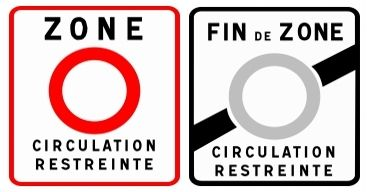 ZONE
CIRCULATION
RESTREINTE
FIN DE ZONE
CIRCULATION
RESTREINTE